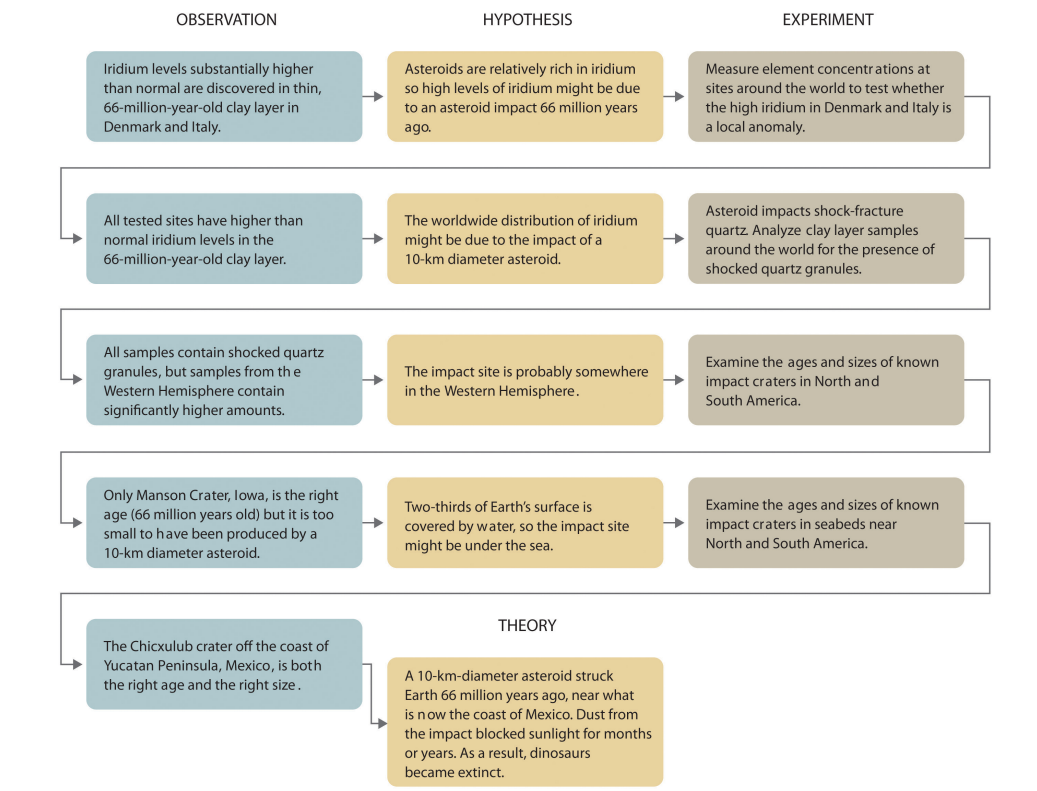 OBSERVATION
HYPOTHESIS
EXPERIMENT
Iridium levels substantially higher
than normal are discovered in thin,
66-million-year-old clay layer in
Denmark and Italy.
Asteroids are relatively rich in iridium
so high levels of iridium might be due
to an asteroid impact 66 million years
ago.
Measure element concentrations at
sites around the world to test whether
the high iridium in Denmark and Italy is
a local anomaly.
All tested sites have higher than
normal iridium levels in the
66-million-year-old clay layer.
The worldwide distribution of iridium
might be due to the impact of a
10-km diameter asteroid.
Asteroid impacts shock-fracture
quartz. Analyze clay layer samples
around the world for the presence of
shocked quartz granules.
All samples contain shocked quartz
granules, but samples from the
Western Hemisphere contain
significantly higher amounts.
The impact site is probably somewhere
in the Western Hemisphere.
Examine the ages and sizes of known
impact craters in North and
South America.
Only Manson Crater, Iowa, is the right
age (66 million years old) but it is too
small to have been produced by a
10-km diameter asteroid.
Two-thirds of Earth's surface is
covered by water, so the impact site
might be under the sea.
Examine the ages and sizes of known
impact craters in seabeds near
North and South America.
The Chicxulub crater off the coast of
Yucatan Peninsula, Mexico, is both
the right age and the right size.
THEORY
A 10-km-diameter asteroid struck
Earth 66 million years ago, near what
is now the coast of Mexico. Dust from
the impact blocked sunlight for months
or years. As a result, dinosaurs
became extinct.